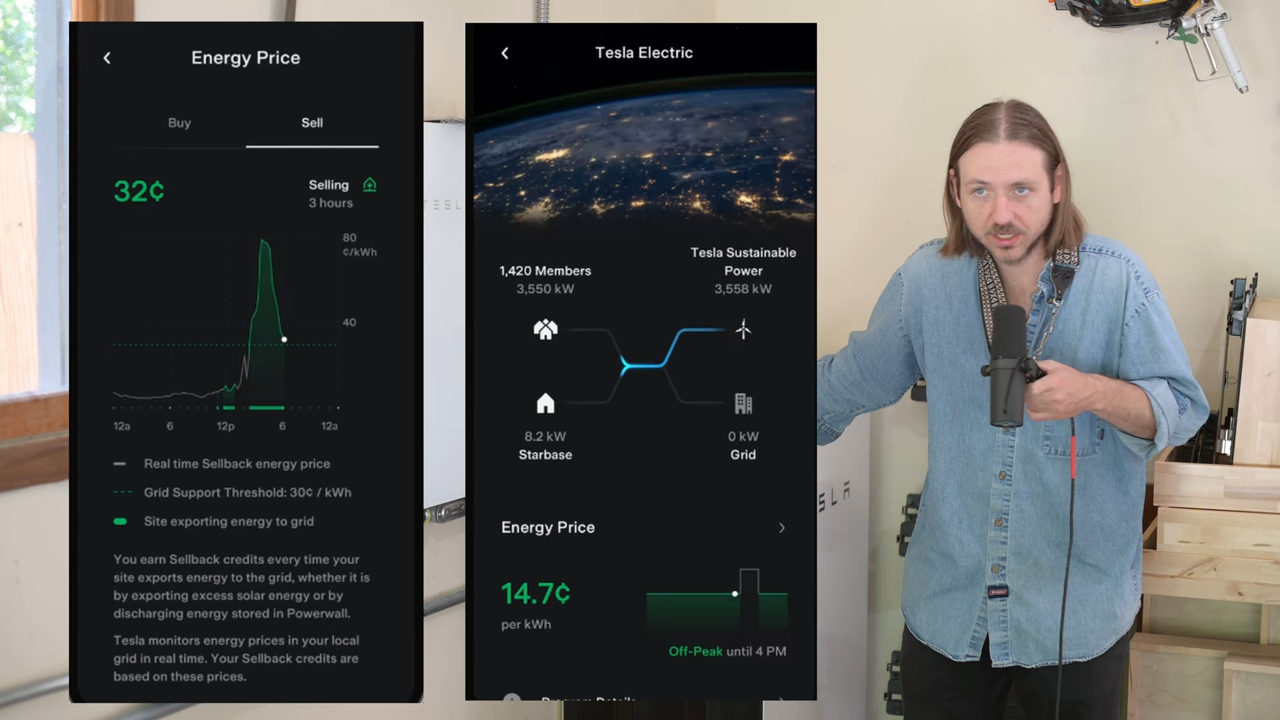 Energy Price
Buy
Sell
32¢
Selling
3 hours
80
¢/kWh
40
12a
6
12p
6
12a
Real time Sellback energy price
Grid Support Threshold: 30¢ / kWh
Site exporting energy to grid
You earn Sellback credits every time your
site exports energy to the grid, whether it is
by exporting excess solar energy or by
discharging energy stored in Powerwall.
Tesla monitors energy prices in your local
grid in real time. Your Sellback credits are
based on these prices.
TESL
Tesla Electric
1,420 Members
3,550 kW
Tesla Sustainable
Power
3,558 kW
8.2 kW
Starbase
0 kW
Grid
Energy Price
14.7¢
per kWh
Off-Peak until 4 PM
Program Details
SLA